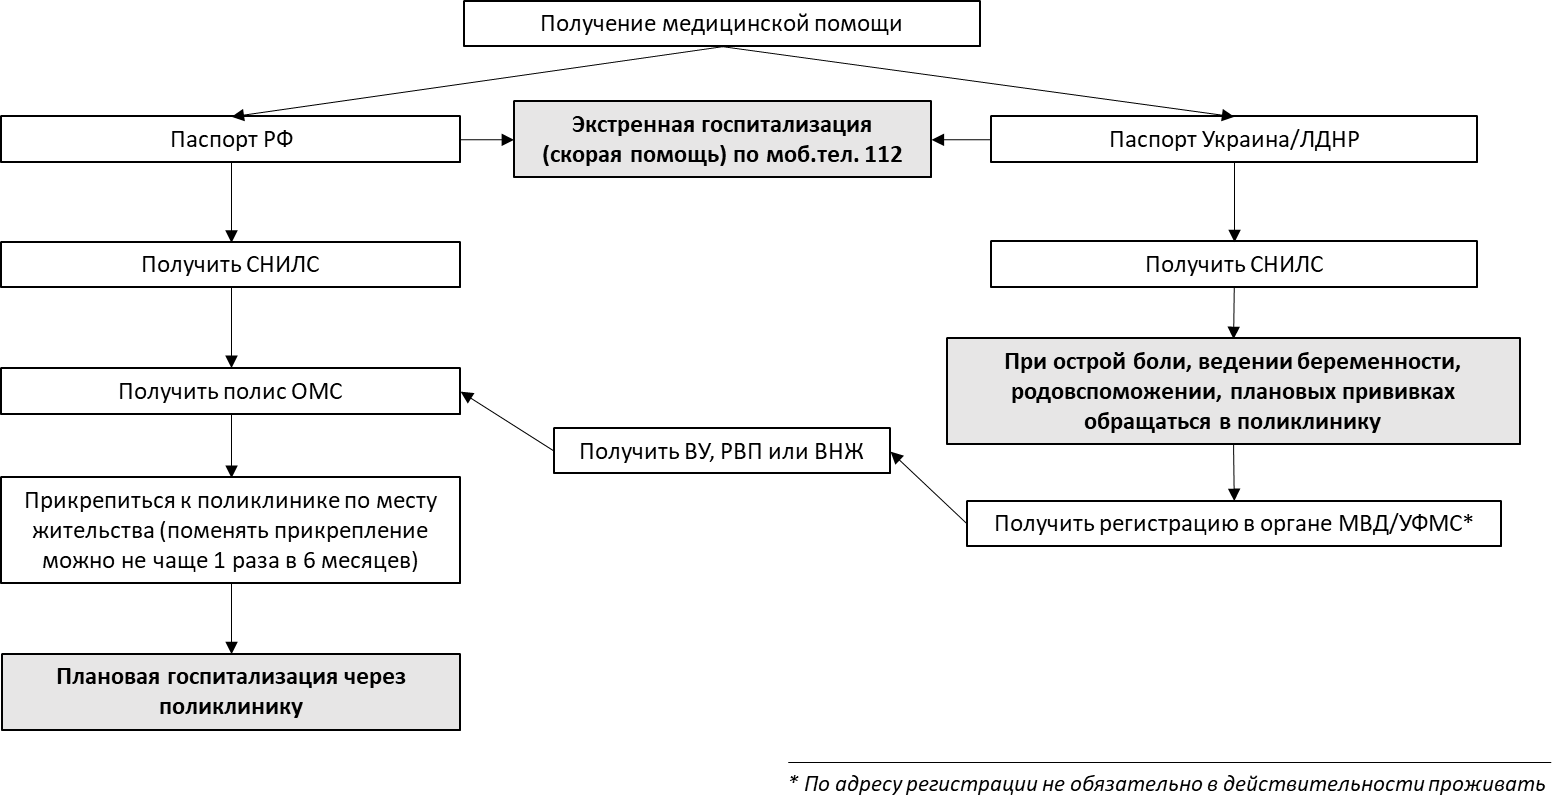 Получение медицинской помощи
Паспорт РФ
Экстренная госпитализация
(скорая помощь) по моб.тел. 112
Паспорт Украина/ЛДНР
Получить СНИЛС
Получить СНИЛС
При острой боли, ведении беременности,
родовспоможении, плановых прививках
обращаться в поликлинику
Получить полис ОМС
Получить ВУ, РВП или ВНЖ
Прикрепиться к поликлинике по месту
жительства (поменять прикрепление
можно не чаще 1 раза в 6 месяцев)
Получить регистрацию в органе МВД/УФМС*
Плановая госпитализация через
поликлинику
* По адресу регистрации не обязательно в действительности проживать